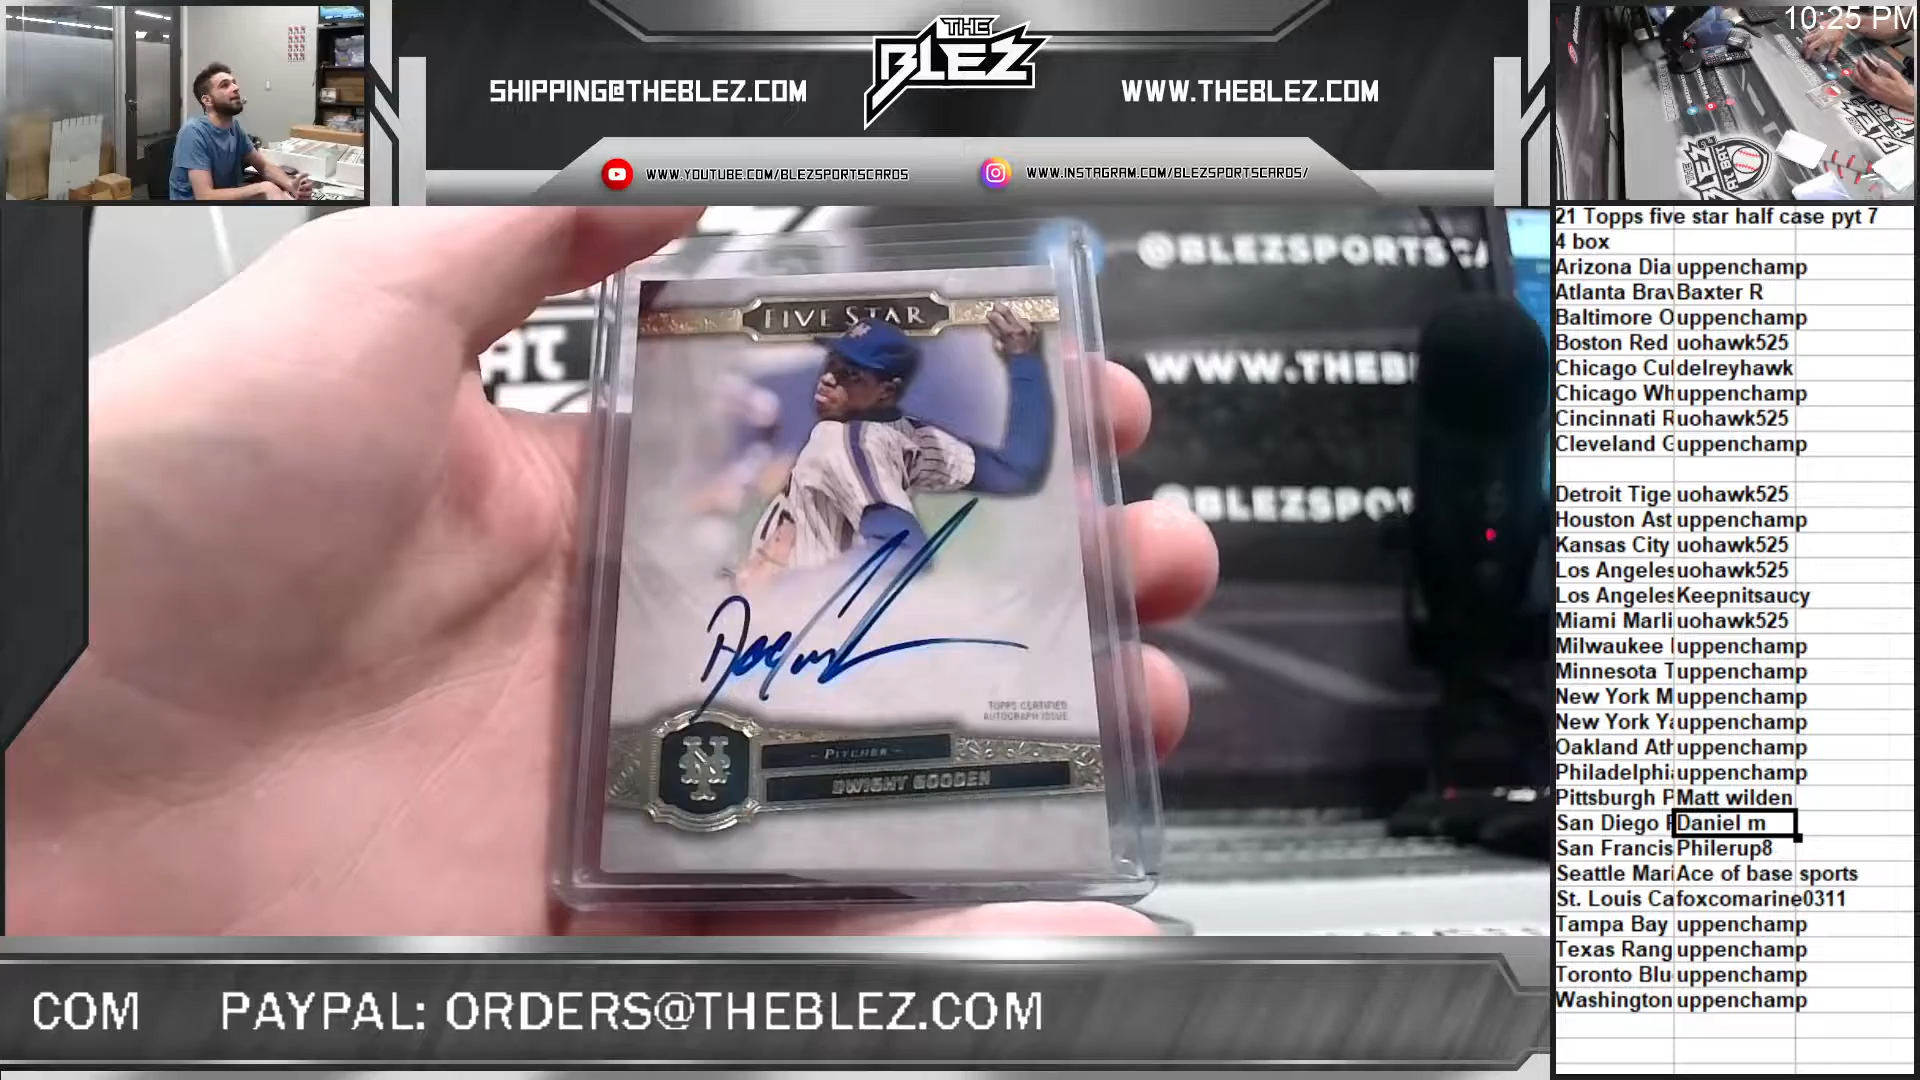 THE
BLEZ
SHIPPING@THEBLEZ.COM
WWW.THEBLEZ.COM
WWW.YOUTUBE.COM/BLEZSPORTSCARDS
WWW.INSTAGRAM.COM/BLEZSPORTSCARDS/
10:25 PM
@BLEZSPORTSCA
WWW.THEB
@BLEZSPORT
FIVE STAR
TOPPS CERTIFIED
AUTOGRAPH ISSUE
PITCHER
DWIGHT GOODEN
21 Topps five star half case pyt 7
4 box
Arizona Dia uppenchamp
Atlanta Brav Baxter R
Baltimore O uppenchamp
Boston Red uohawk525
Chicago Cu delreyhawk
Chicago Wh uppenchamp
Cincinnati R uohawk525
Cleveland G uppenchamp
Detroit Tige uohawk525
Houston Ast uppenchamp
Kansas City uohawk525
Los Angeles uohawk525
Los Angeles Keepnitsaucy
Miami Marli uohawk525
Milwaukee uppenchamp
Minnesota T uppenchamp
New York M uppenchamp
New York Ya uppenchamp
Oakland Ath uppenchamp
Philadelphia uppenchamp
Pittsburgh P Matt wilden
San Diego P Daniel m
San Francis Philerup8
Seattle Mari Ace of base sports
St. Louis Ca foxcomarine0311
Tampa Bay uppenchamp
Texas Rang uppenchamp
Toronto Blu uppenchamp
Washington uppenchamp
COM PAYPAL: ORDERS@THEBLEZ.COM